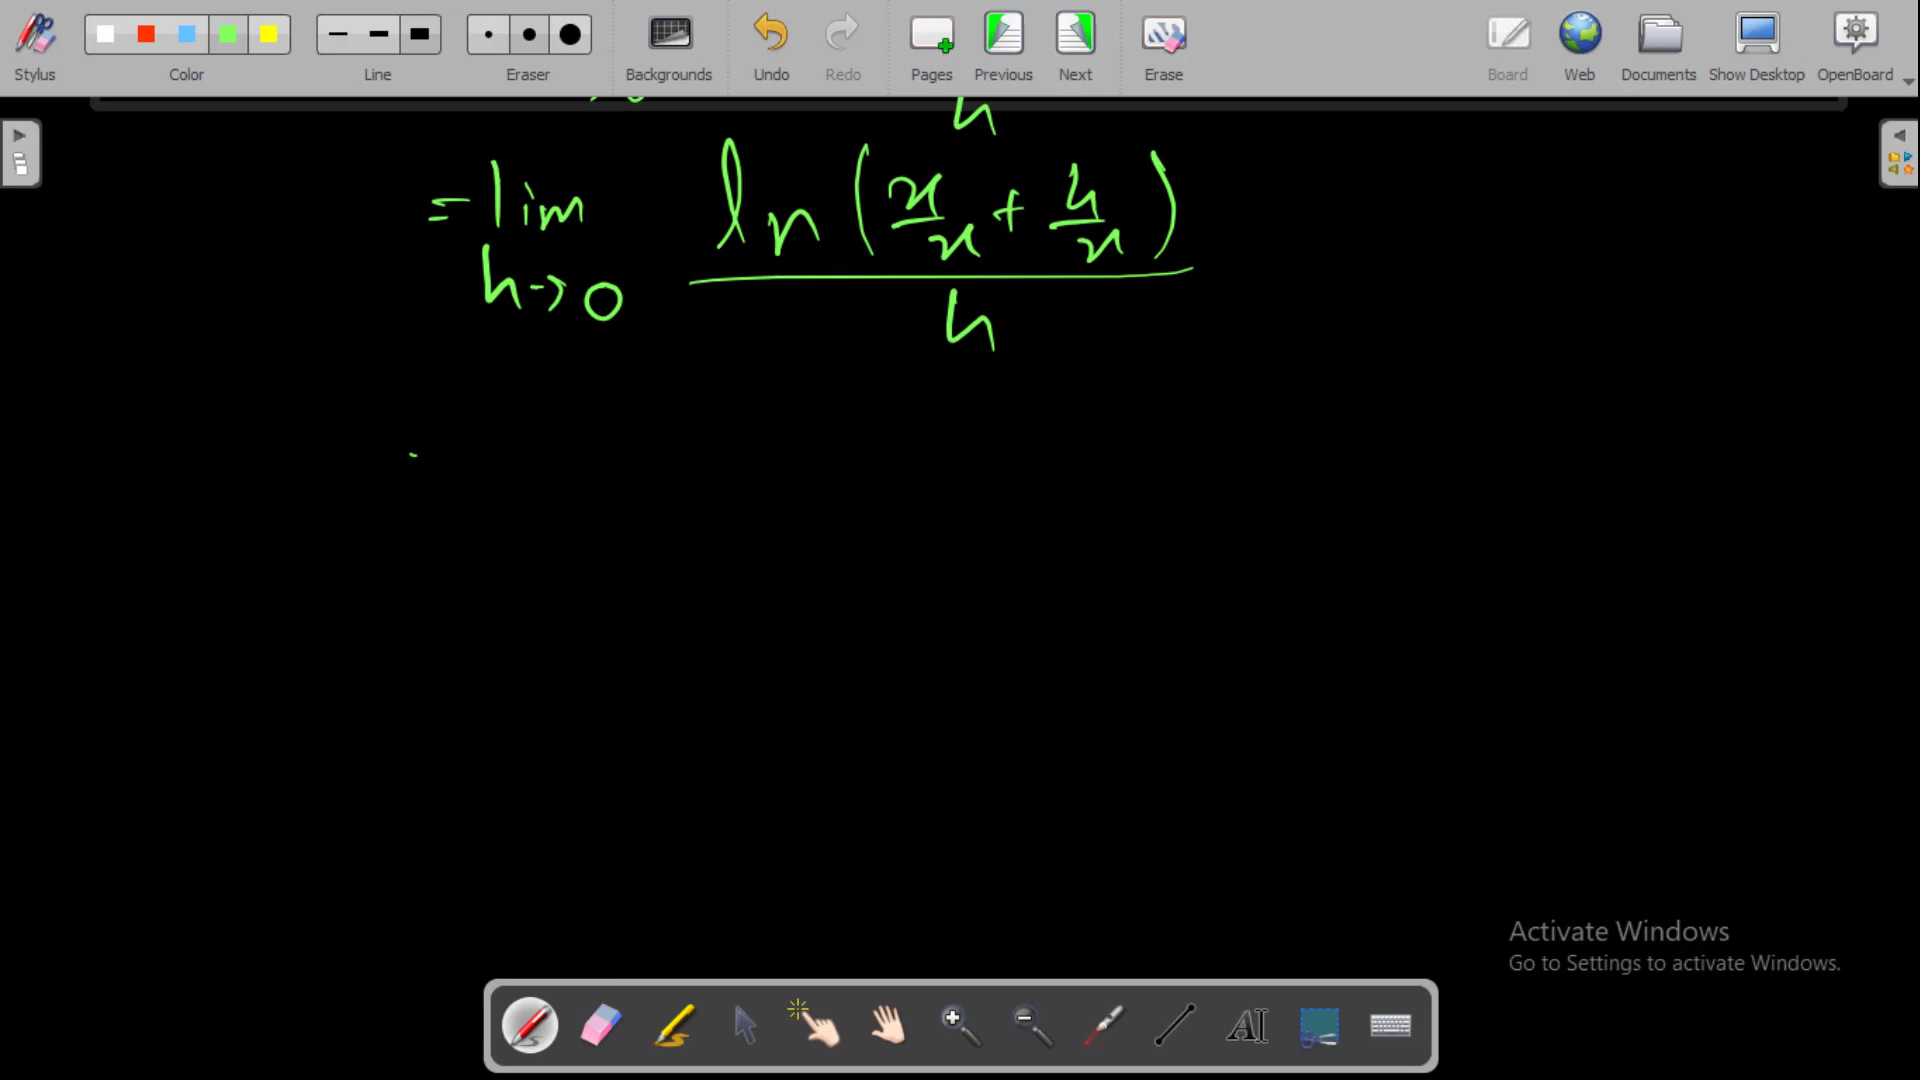 Stylus Color Line Eraser Backgrounds Undo Redo Pages Previous Next Erase Board Web Documents Show Desktop OpenBoard
h
= lim h→0 ln(x/x + h/x) / h
Activate Windows
Go to Settings to activate Windows.
AI